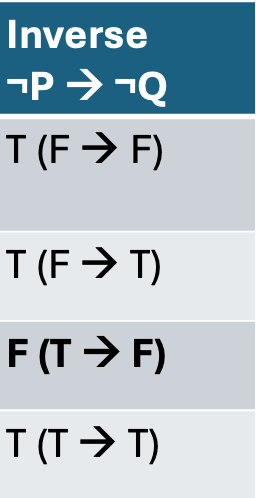 Inverse
¬P → ¬Q
T (F → F)
T (F → T)
F (T → F)
T (T → T)